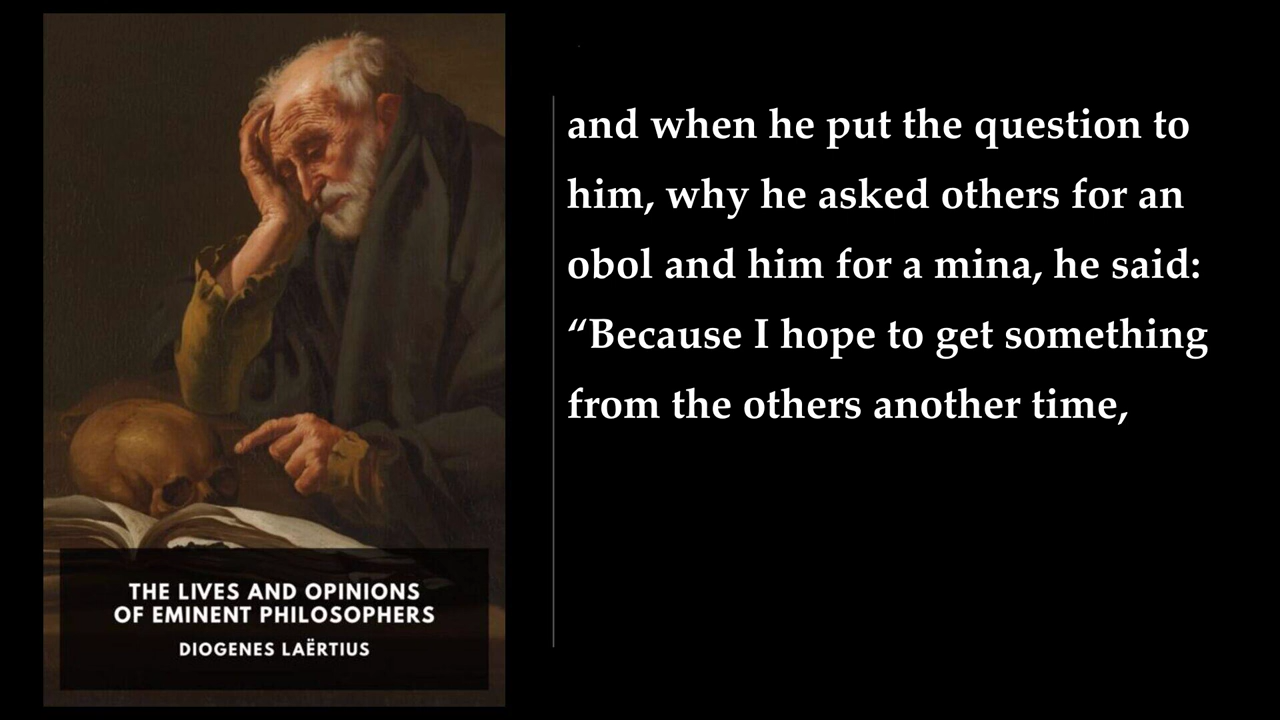 THE LIVES AND OPINIONS
OF EMINENT PHILOSOPHERS
DIOGENES LAËRTIUS
and when he put the question to
him, why he asked others for an
obol and him for a mina, he said:
“Because I hope to get something
from the others another time,